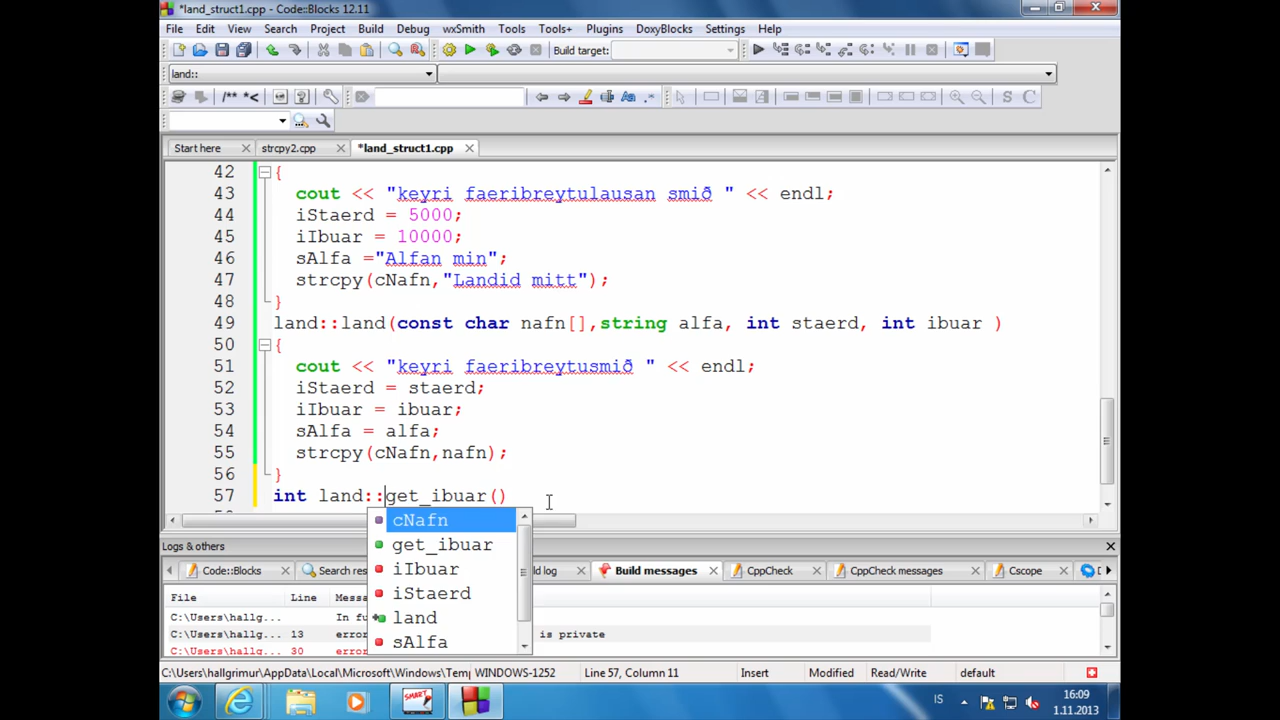 *land_struct1.cpp - Code::Blocks 12.11
File Edit View Search Project Build Debug wxSmith Tools Tools+ Plugins DoxyBlocks Settings Help
Build target:
land::
/** *<
Aa .*
S C
Start here strcpy2.cpp *land_struct1.cpp
42 {
43 cout << "keyri faeribreytulausan smið " << endl;
44 iStaerd = 5000;
45 iIbuar = 10000;
46 sAlfa ="Alfan min";
47 strcpy(cNafn,"Landid mitt");
48 }
49 land::land(const char nafn[],string alfa, int staerd, int ibuar )
50 {
51 cout << "keyri faeribreytusmið " << endl;
52 iStaerd = staerd;
53 iIbuar = ibuar;
54 sAlfa = alfa;
55 strcpy(cNafn,nafn);
56 }
57 int land::get_ibuar()
cNafn
get_ibuar
iIbuar
iStaerd
land
sAlfa
Logs & others
Code::Blocks Search res ld log Build messages CppCheck CppCheck messages Cscope
File Line Messa
C:\Users\hallg... In fu
C:\Users\hallg... 13 error is private
C:\Users\hallg... 30 error
C:\Users\hallgrimur/AppData/Local/Microsoft/Windows/Temp WINDOWS-1252 Line 57, Column 11 Insert Modified Read/Write default
SMART IS 16:09
1.11.2013